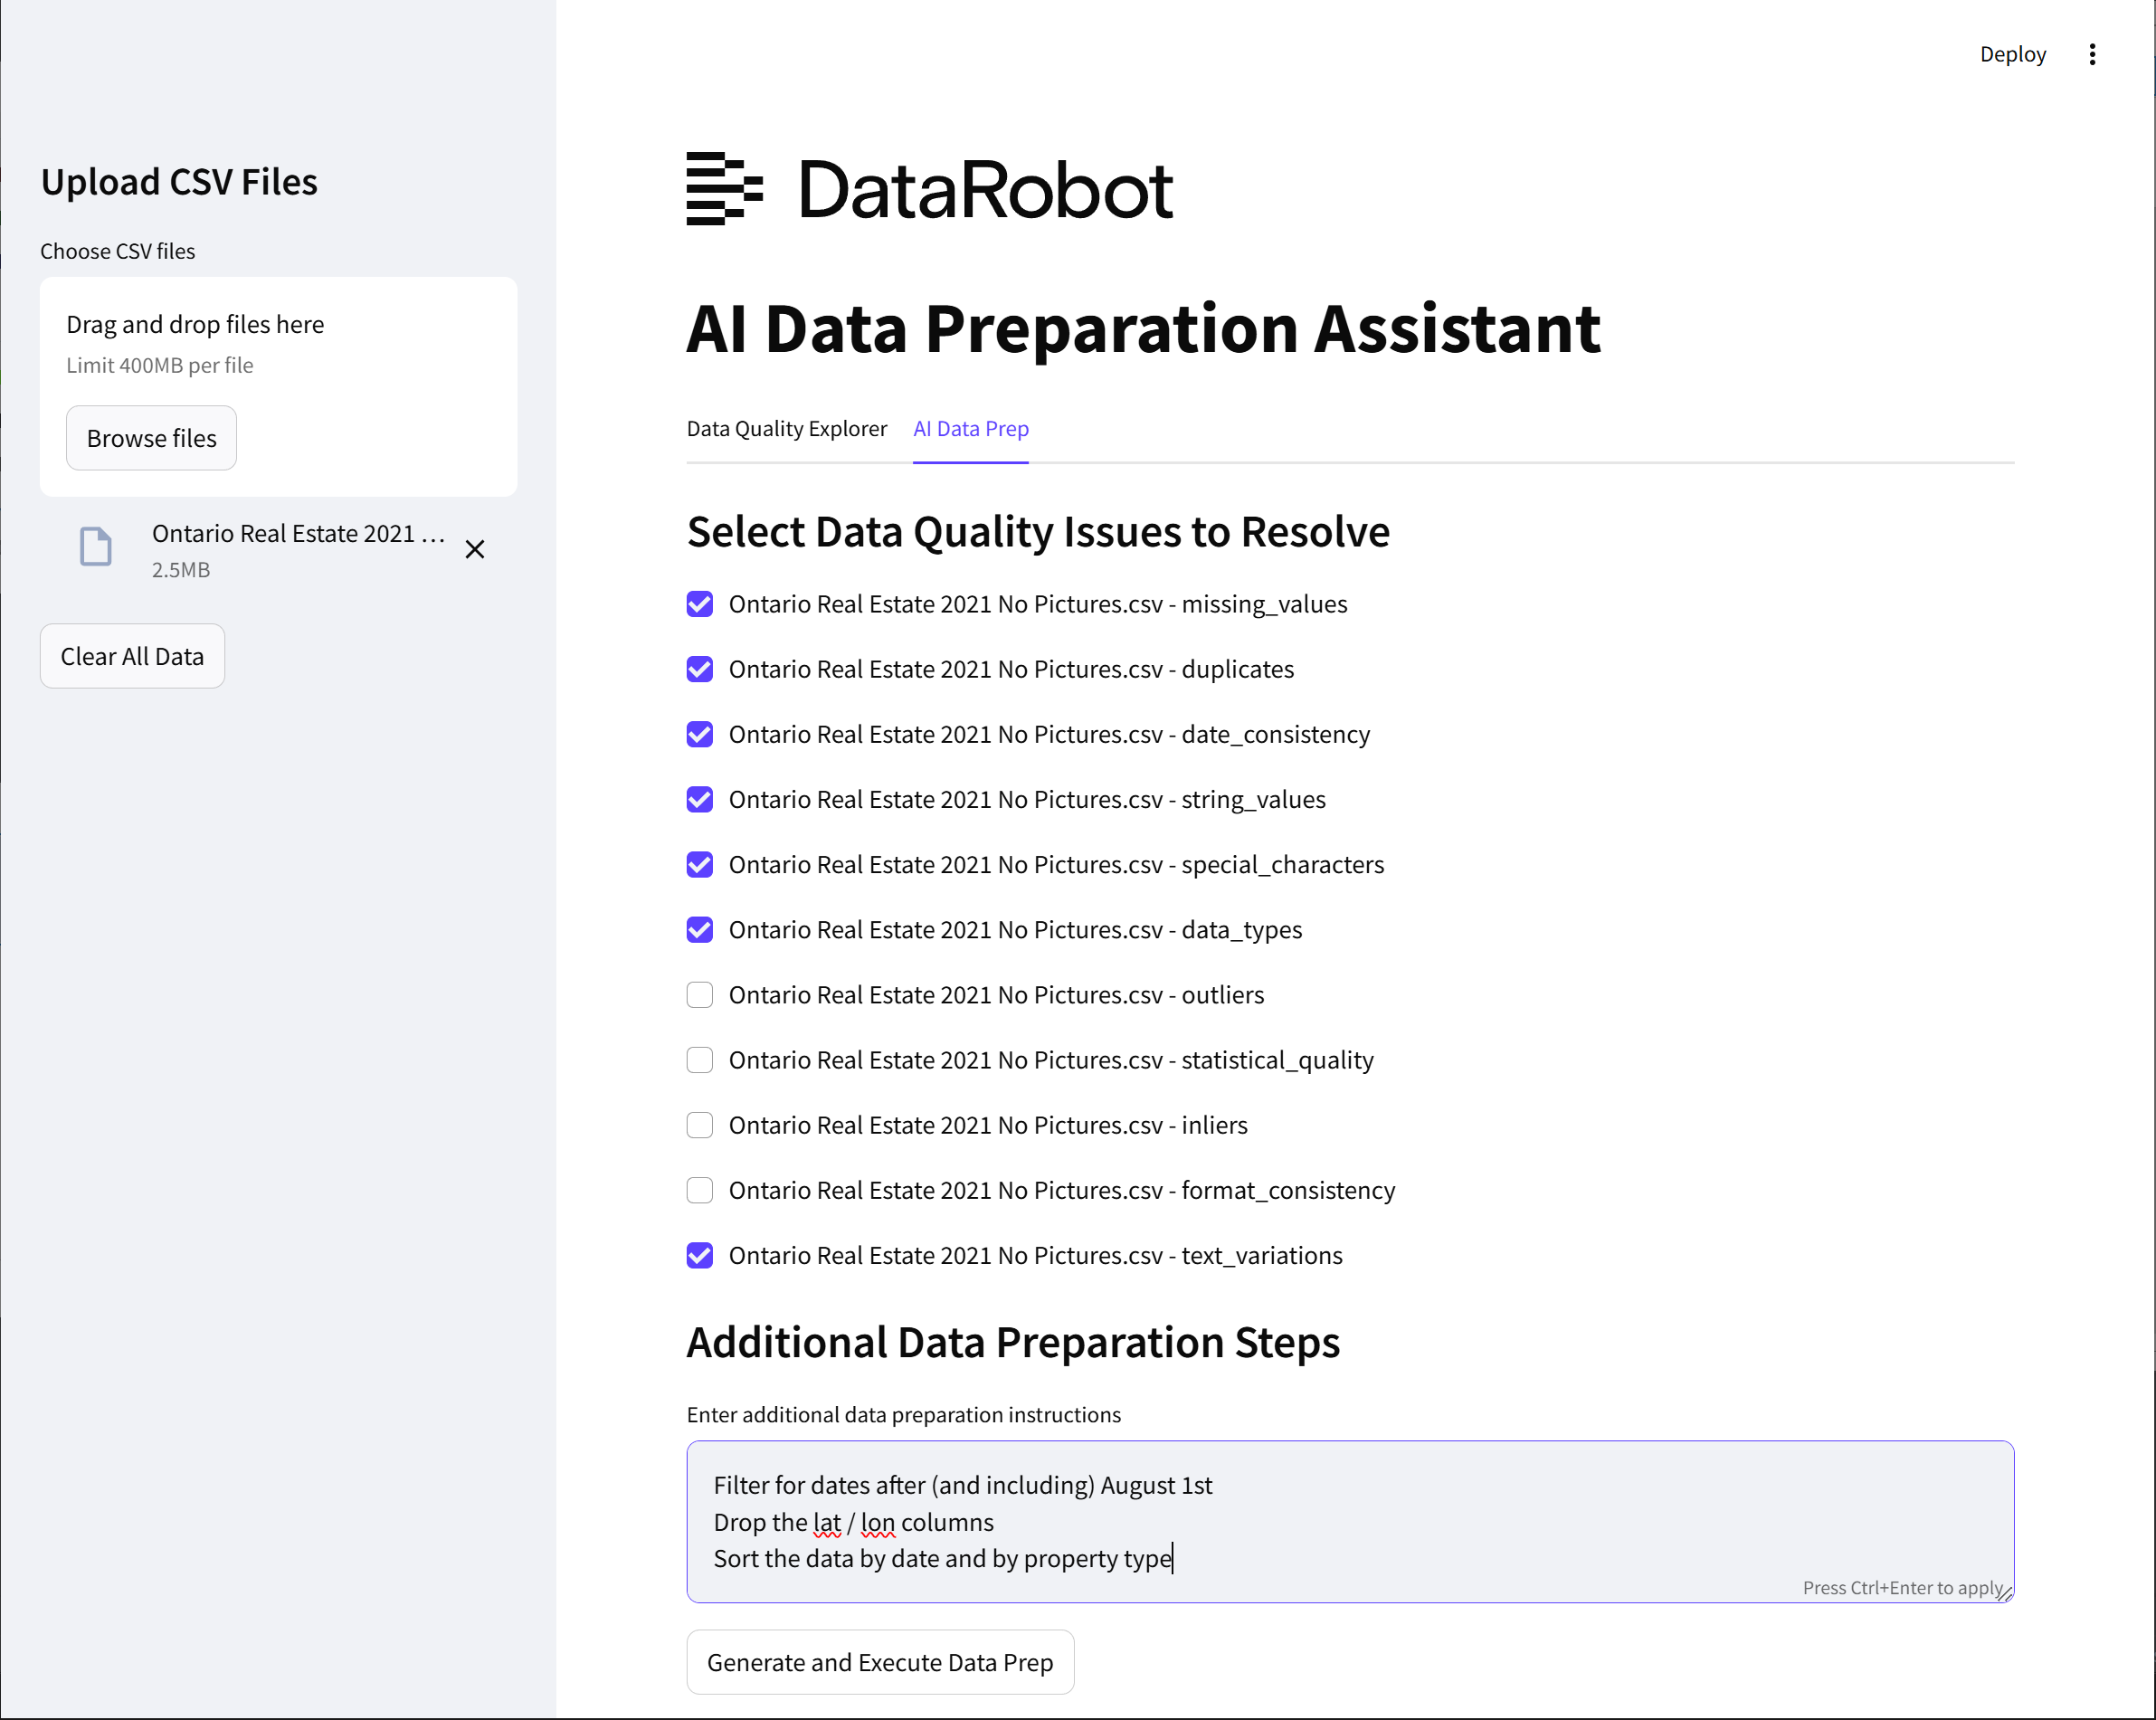 Deploy
Upload CSV Files
Choose CSV files
Drag and drop files here
Limit 400MB per file
Browse files
Ontario Real Estate 2021 ...
2.5MB
Clear All Data
DataRobot
AI Data Preparation Assistant
Data Quality Explorer AI Data Prep
Select Data Quality Issues to Resolve
Ontario Real Estate 2021 No Pictures.csv - missing_values
Ontario Real Estate 2021 No Pictures.csv - duplicates
Ontario Real Estate 2021 No Pictures.csv - date_consistency
Ontario Real Estate 2021 No Pictures.csv - string_values
Ontario Real Estate 2021 No Pictures.csv - special_characters
Ontario Real Estate 2021 No Pictures.csv - data_types
Ontario Real Estate 2021 No Pictures.csv - outliers
Ontario Real Estate 2021 No Pictures.csv - statistical_quality
Ontario Real Estate 2021 No Pictures.csv - inliers
Ontario Real Estate 2021 No Pictures.csv - format_consistency
Ontario Real Estate 2021 No Pictures.csv - text_variations
Additional Data Preparation Steps
Enter additional data preparation instructions
Filter for dates after (and including) August 1st
Drop the lat / lon columns
Sort the data by date and by property type
Press Ctrl+Enter to apply
Generate and Execute Data Prep